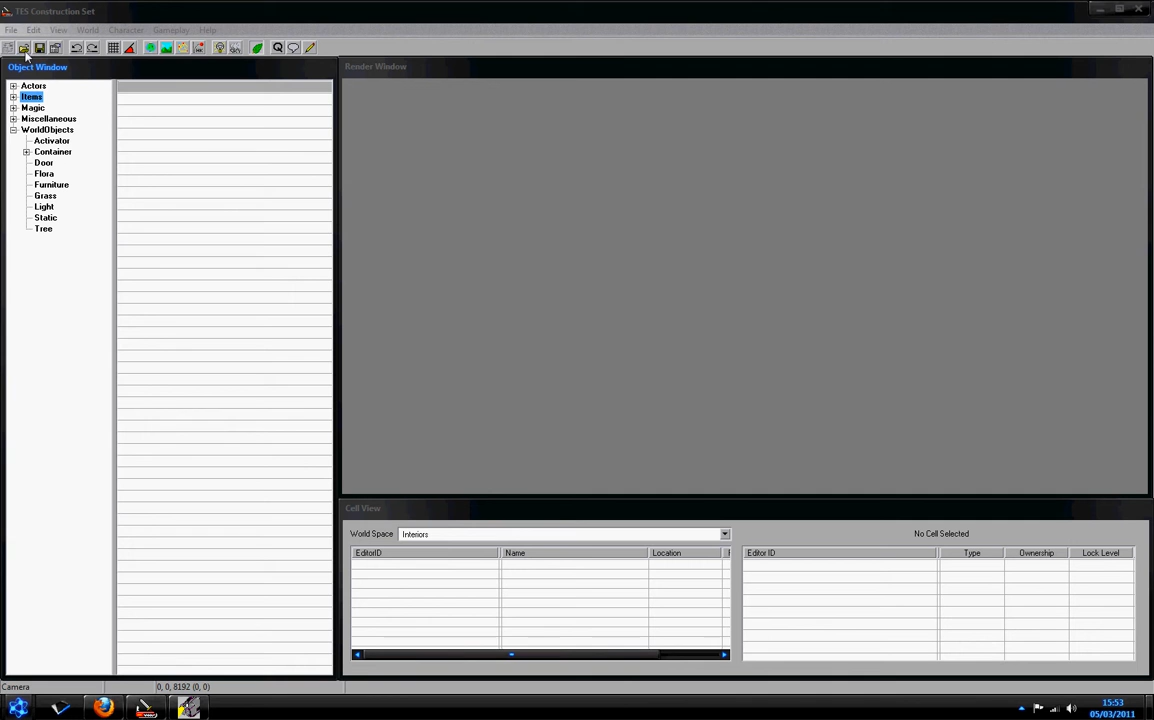 TES Construction Set
File Edit View World Character Gameplay Help
Object Window
Render Window
Actors
Items
Magic
Miscellaneous
WorldObjects
Activator
Container
Door
Flora
Furniture
Grass
Light
Static
Tree
Cell View
World Space Interiors No Cell Selected
EditorID Name Location
Editor ID Type Ownership Lock Level
Camera 0, 0, 8192 (0, 0)
15:53
05/03/2011